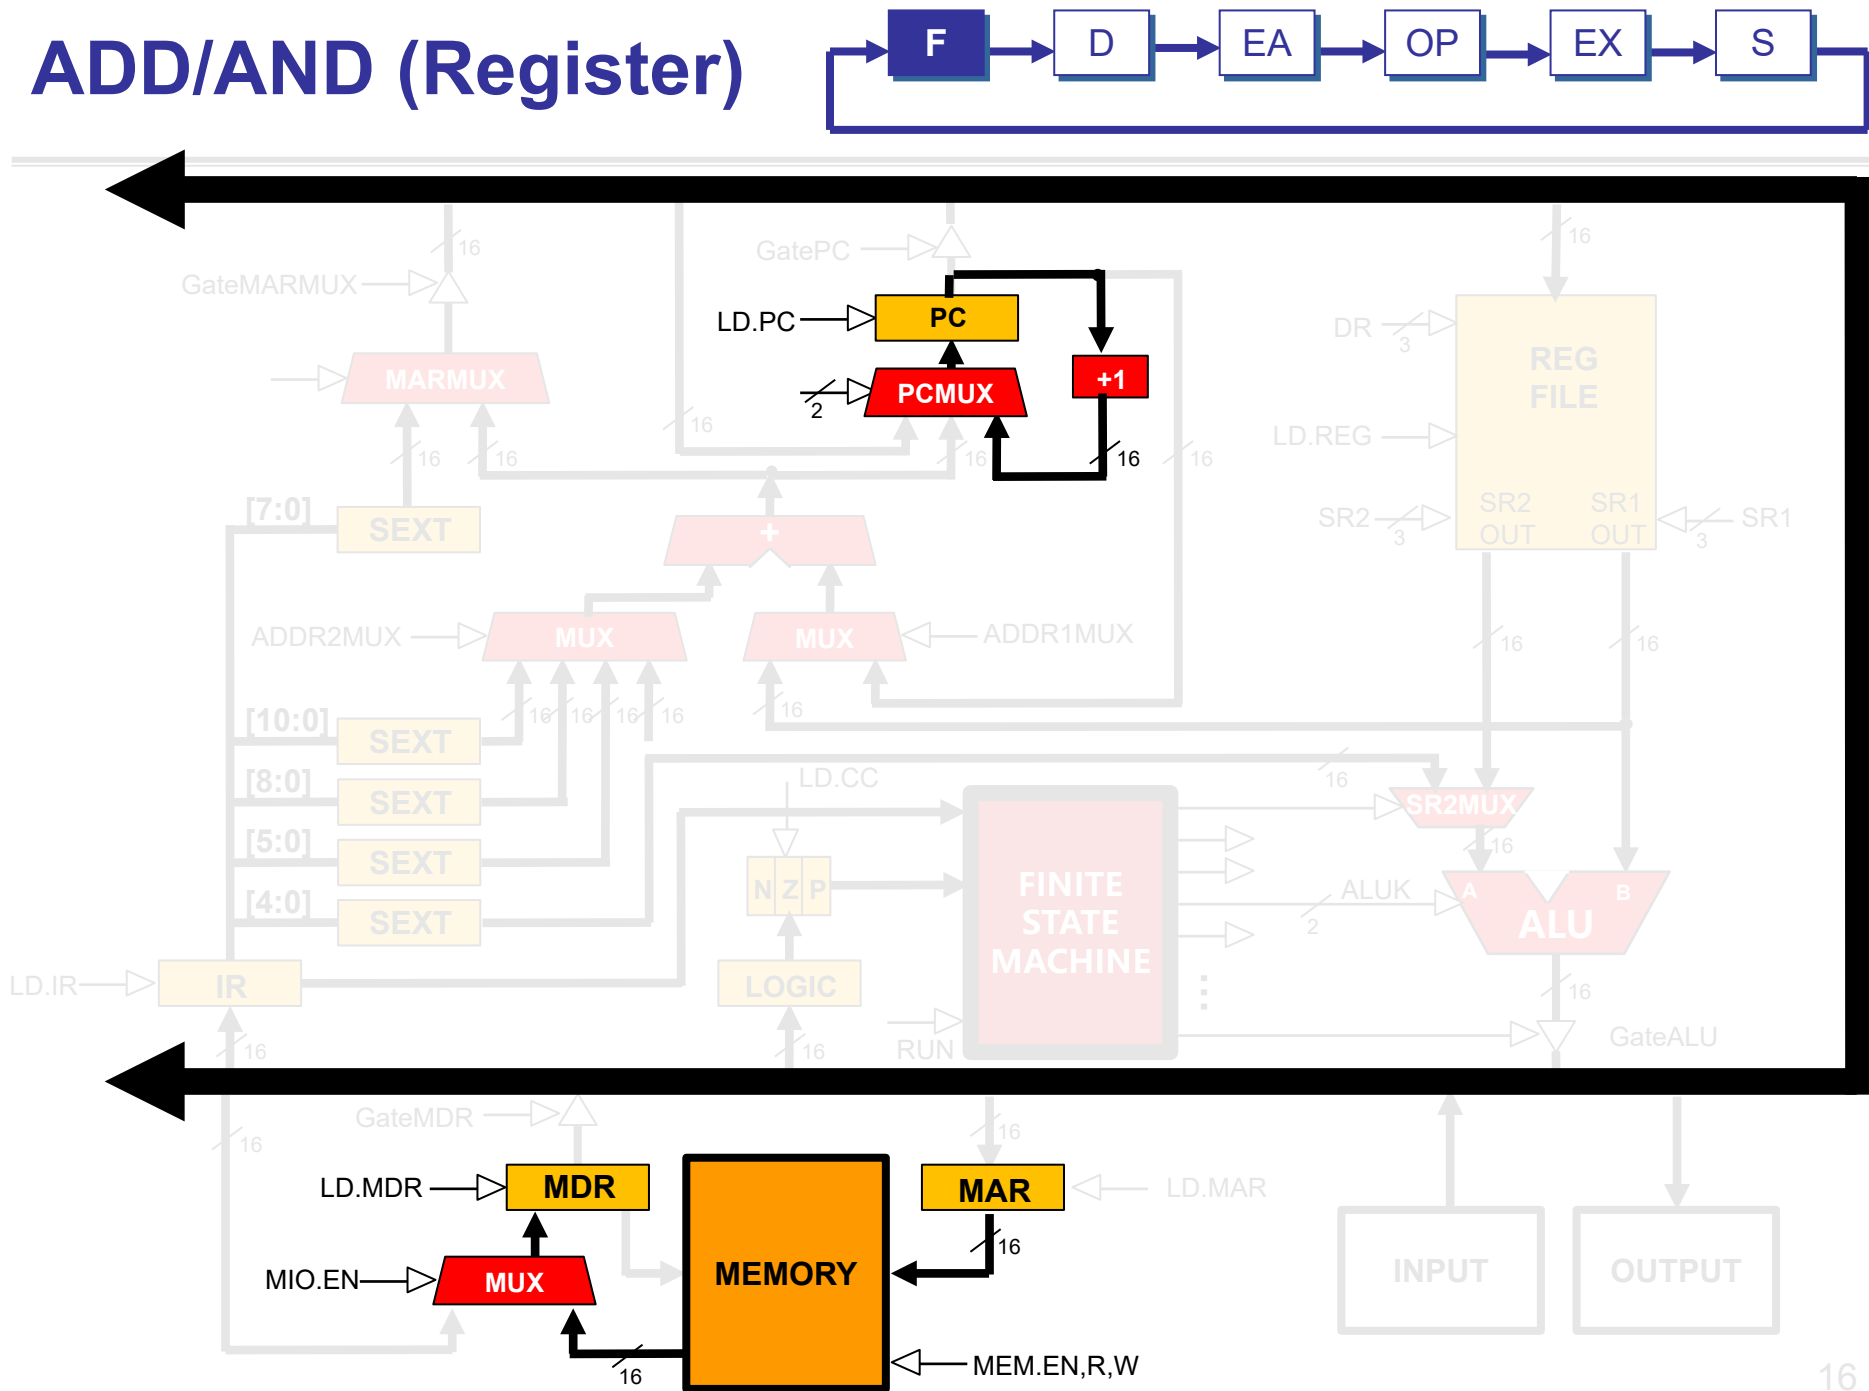 ADD/AND (Register)
F D EA OP EX S
16
16
GatePC
GateMARMUX
LD.PC
PC
DR
3
REG
FILE
MARMUX
2
PCMUX
+1
16
LD.REG
16
16
16
16
16
[7:0]
SEXT
+
SR2
3
SR2
OUT
SR1
OUT
3
SR1
ADDR2MUX
MUX
MUX
ADDR1MUX
16
16
16
16
16
16
16
[10:0]
SEXT
[8:0]
SEXT
LD.CC
16
SR2MUX
[5:0]
SEXT
16
N Z P
FINITE
STATE
MACHINE
ALUK
2
A
B
ALU
[4:0]
SEXT
LD.IR
IR
LOGIC
16
16
16
RUN
GateALU
GateMDR
16
16
LD.MDR
MDR
MAR
LD.MAR
16
MIO.EN
MUX
MEMORY
INPUT
OUTPUT
16
MEM.EN,R,W
16